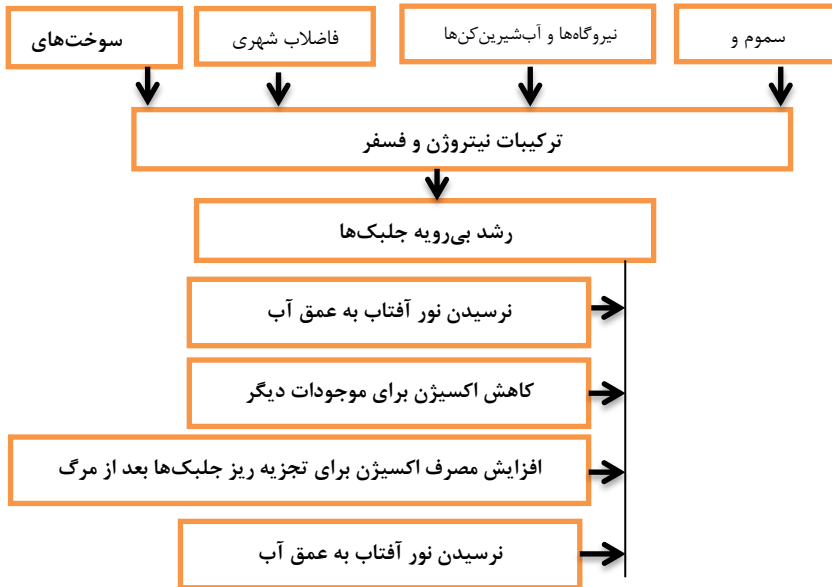 سموم و
نیروگاه‌ها و آب‌شیرین‌کن‌ها
فاضلاب شهری
سوخت‌های
ترکیبات نیتروژن و فسفر
رشد بی‌رویه جلبک‌ها
نرسیدن نور آفتاب به عمق آب
کاهش اکسیژن برای موجودات دیگر
افزایش مصرف اکسیژن برای تجزیه ریز جلبک‌ها بعد از مرگ
نرسیدن نور آفتاب به عمق آب